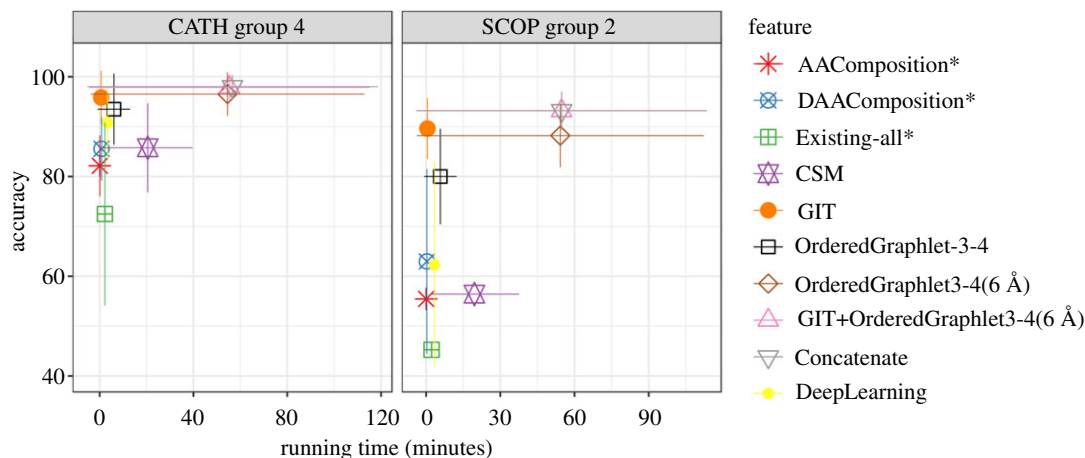 CATH group 4
SCOP group 2
feature
AAComposition*
DAAComposition*
Existing-all*
CSM
GIT
OrderedGraphlet-3-4
OrderedGraphlet3-4(6 Å)
GIT+OrderedGraphlet3-4(6 Å)
Concatenate
DeepLearning
accuracy
100
80
60
40
0 40 80 120
0 30 60 90
running time (minutes)